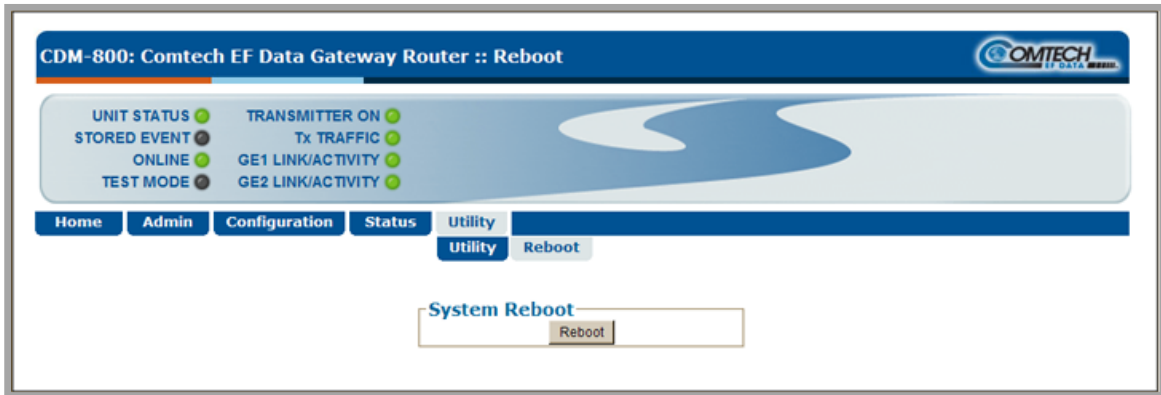 CDM-800: Comtech EF Data Gateway Router :: Reboot
COMTECH
EF DATA
UNIT STATUS TRANSMITTER ON
STORED EVENT Tx TRAFFIC
ONLINE GE1 LINK/ACTIVITY
TEST MODE GE2 LINK/ACTIVITY
Home Admin Configuration Status Utility
Utility Reboot
System Reboot
Reboot